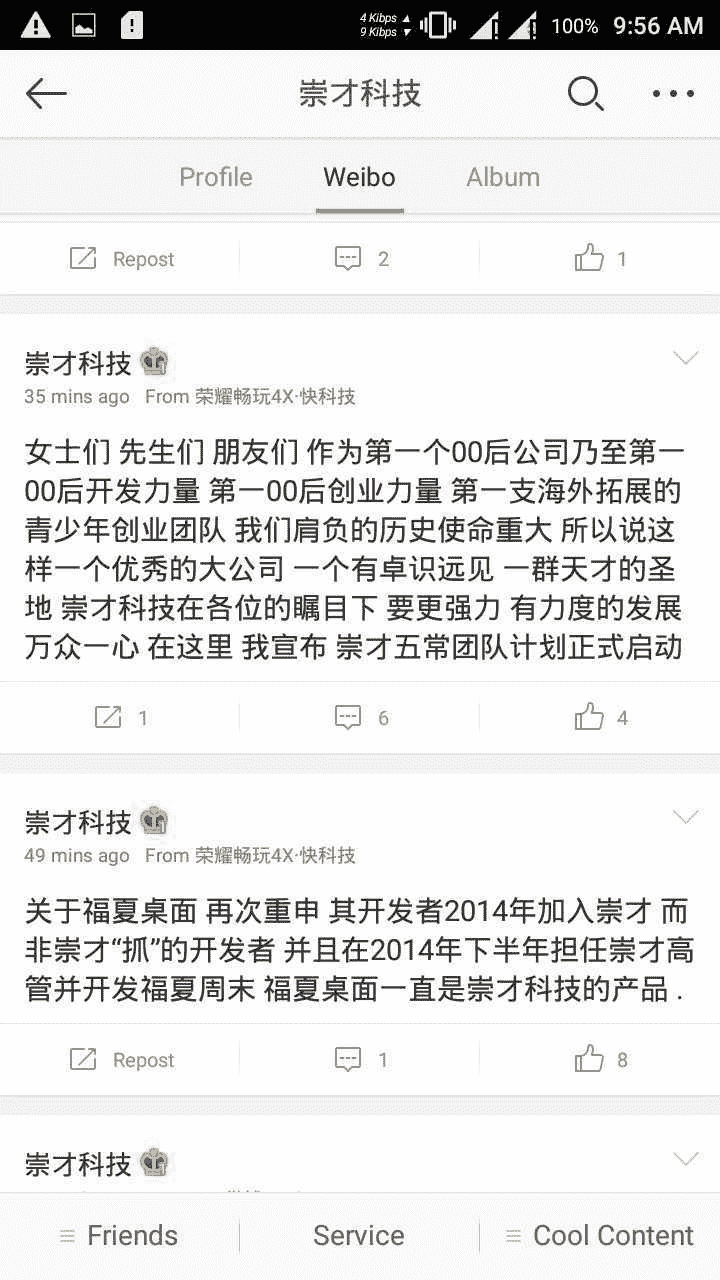 4 Kibps
9 Kibps
100% 9:56 AM
崇才科技
Profile Weibo Album
Repost 2 1
崇才科技
35 mins ago From 荣耀畅玩4X·快科技
女士们 先生们 朋友们 作为第一个00后公司乃至第一
00后开发力量 第一00后创业力量 第一支海外拓展的
青少年创业团队 我们肩负的历史使命重大 所以说这
样一个优秀的大公司 一个有卓识远见 一群天才的圣
地 崇才科技在各位的瞩目下 要更强力 有力度的发展
万众一心 在这里 我宣布 崇才五常团队计划正式启动
1 6 4
崇才科技
49 mins ago From 荣耀畅玩4X·快科技
关于福夏桌面 再次重申 其开发者2014年加入崇才 而
非崇才“抓”的开发者 并且在2014年下半年担任崇才高
管并开发福夏周末 福夏桌面一直是崇才科技的产品 .
Repost 1 8
崇才科技
Friends Service Cool Content